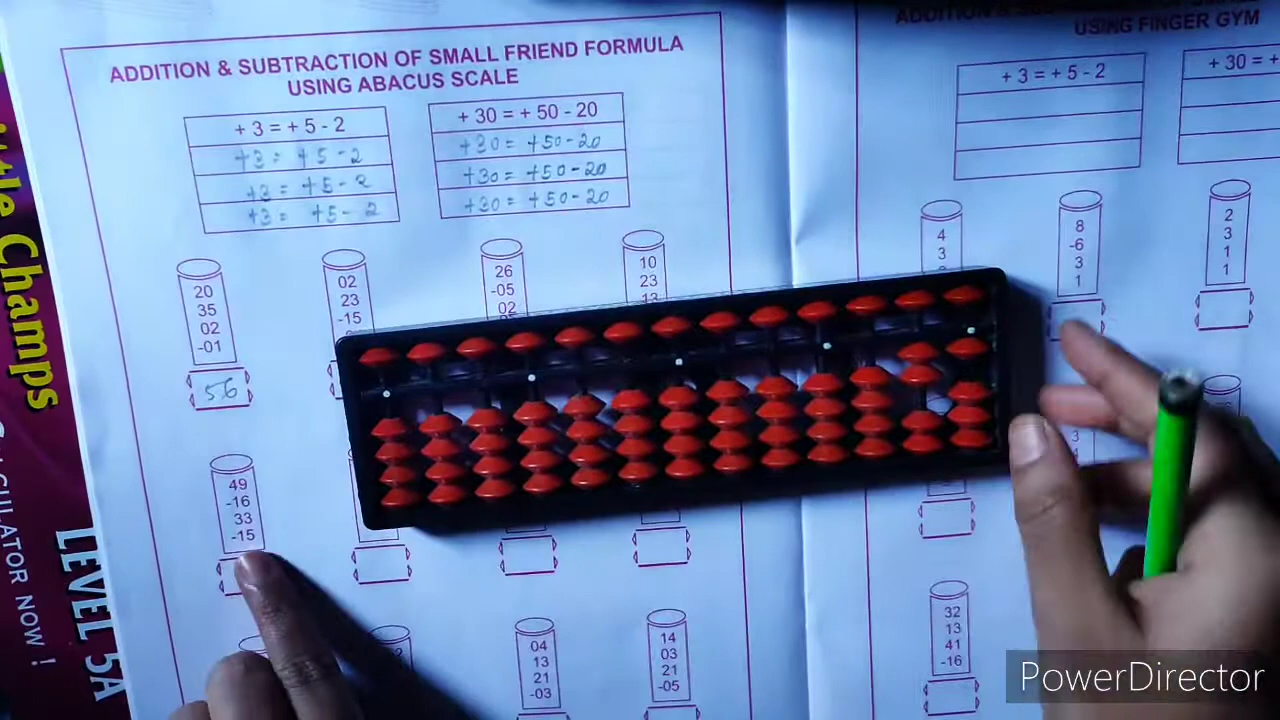 ADDITION & SUBTRACTION OF SMALL FRIEND FORMULA
USING ABACUS SCALE
+ 3 = + 5 - 2
+3 = +5 - 2
+3 = +5 - 2
+3 = +5 - 2
+ 30 = + 50 - 20
+30 = +50-20
+30 = +50-20
+30 = +50-20
20
35
02
-01
56
02
23
-15
26
-05
02
10
23
13
49
-16
33
-15
04
13
21
-03
14
03
21
-05
USING FINGER GYM
+ 3 = + 5 - 2
+ 30 = +
4
3
8
-6
3
1
2
3
1
1
32
13
41
-16
Champs
LEVEL 5A
NOW !
PowerDirector